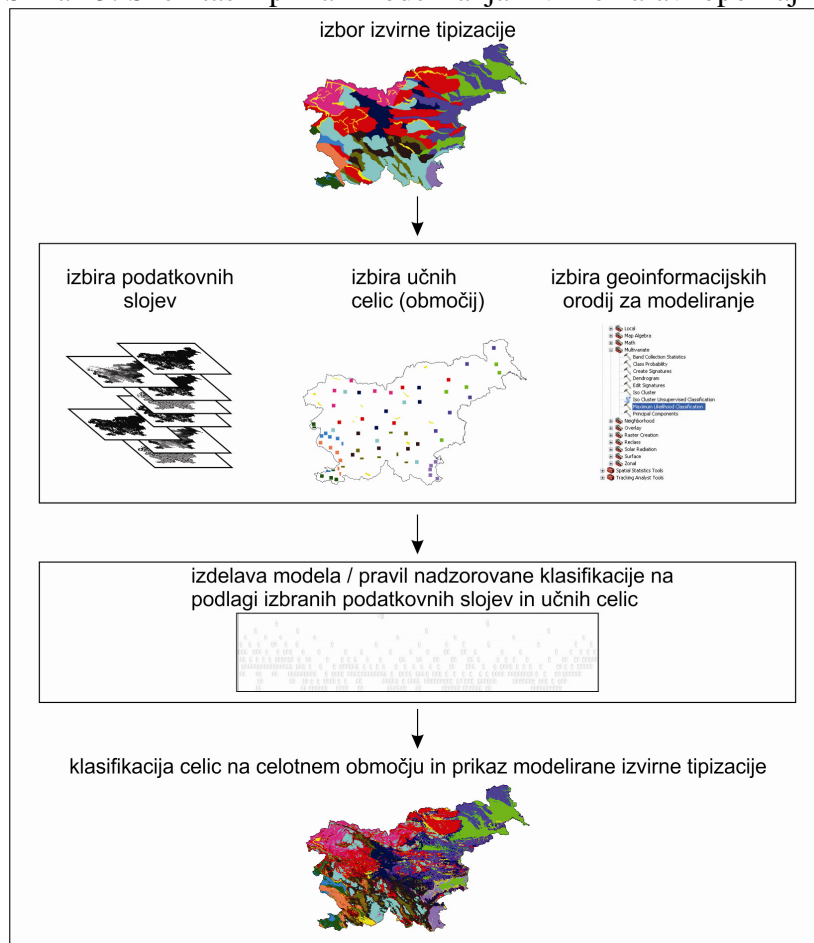 izbor izvirne tipizacije
izbira podatkovnih
slojev
izbira učnih
celic (območij)
izbira geoinformacijskih
orodij za modeliranje
Local
Map Algebra
Math
Multivariate
Band Collection Statistics
Class Probability
Create Signatures
Dendrogram
Edit Signatures
Iso Cluster
Iso Cluster Unsupervised Classification
Maximum Likelihood Classification
Principal Components
Neighborhood
Overlay
Raster Creation
Reclass
Solar Radiation
Surface
Zonal
Spatial Statistics Tools
Tracking Analyst Tools
izdelava modela / pravil nadzorovane klasifikacije na
podlagi izbranih podatkovnih slojev in učnih celic
klasifikacija celic na celotnem območju in prikaz modelirane izvirne tipizacije